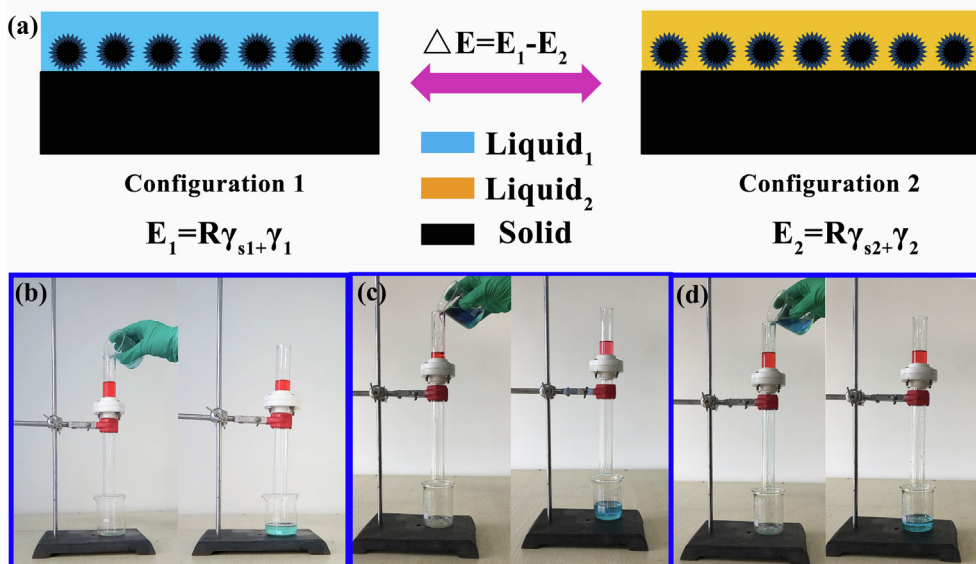 (a)
△E=E₁-E₂
Liquid₁
Liquid₂
Solid
Configuration 1
E₁=Rγₛ₁₊γ₁
Configuration 2
E₂=Rγₛ₂₊γ₂
(b)
(c)
(d)